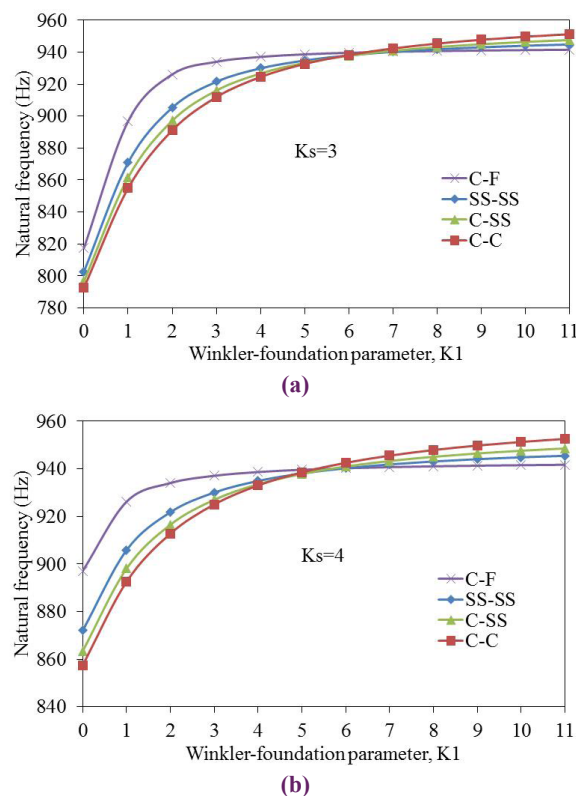 960
940
920
900
880
860
840
820
800
780
Natural frequency (Hz)
Ks=3
C-F
SS-SS
C-SS
C-C
0 1 2 3 4 5 6 7 8 9 10 11
Winkler-foundation parameter, K1
(a)
960
940
920
900
880
860
840
Natural frequency (Hz)
Ks=4
C-F
SS-SS
C-SS
C-C
0 1 2 3 4 5 6 7 8 9 10 11
Winkler-foundation parameter, K1
(b)